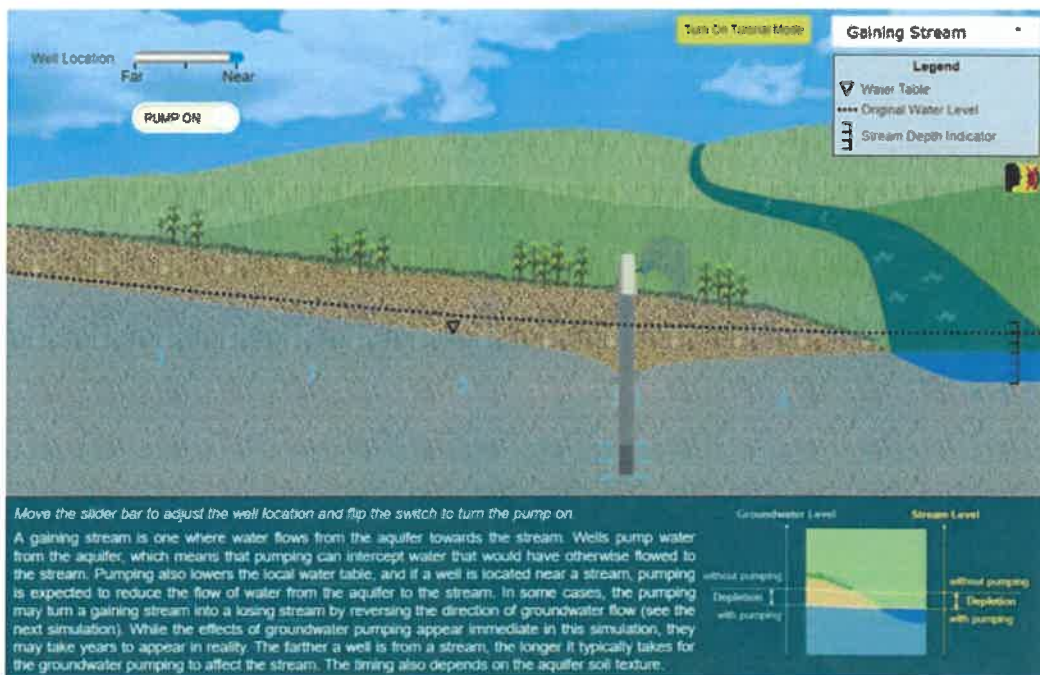 Turn On Tutorial Mode
Gaining Stream
Well Location
Far
Near
PUMP ON
Legend
Water Table
Original Water Level
Stream Depth Indicator
Move the slider bar to adjust the well location and flip the switch to turn the pump on.
A gaining stream is one where water flows from the aquifer towards the stream. Wells pump water
from the aquifer, which means that pumping can intercept water that would have otherwise flowed to
the stream. Pumping also lowers the local water table, and if a well is located near a stream, pumping
is expected to reduce the flow of water from the aquifer to the stream. In some cases, the pumping
may turn a gaining stream into a losing stream by reversing the direction of groundwater flow (see the
next simulation). While the effects of groundwater pumping appear immediate in this simulation, they
may take years to appear in reality. The farther a well is from a stream, the longer it typically takes for
the groundwater pumping to affect the stream. The timing also depends on the aquifer soil texture.
Groundwater Level
Stream Level
without pumping
Depletion
with pumping
without pumping
Depletion
with pumping